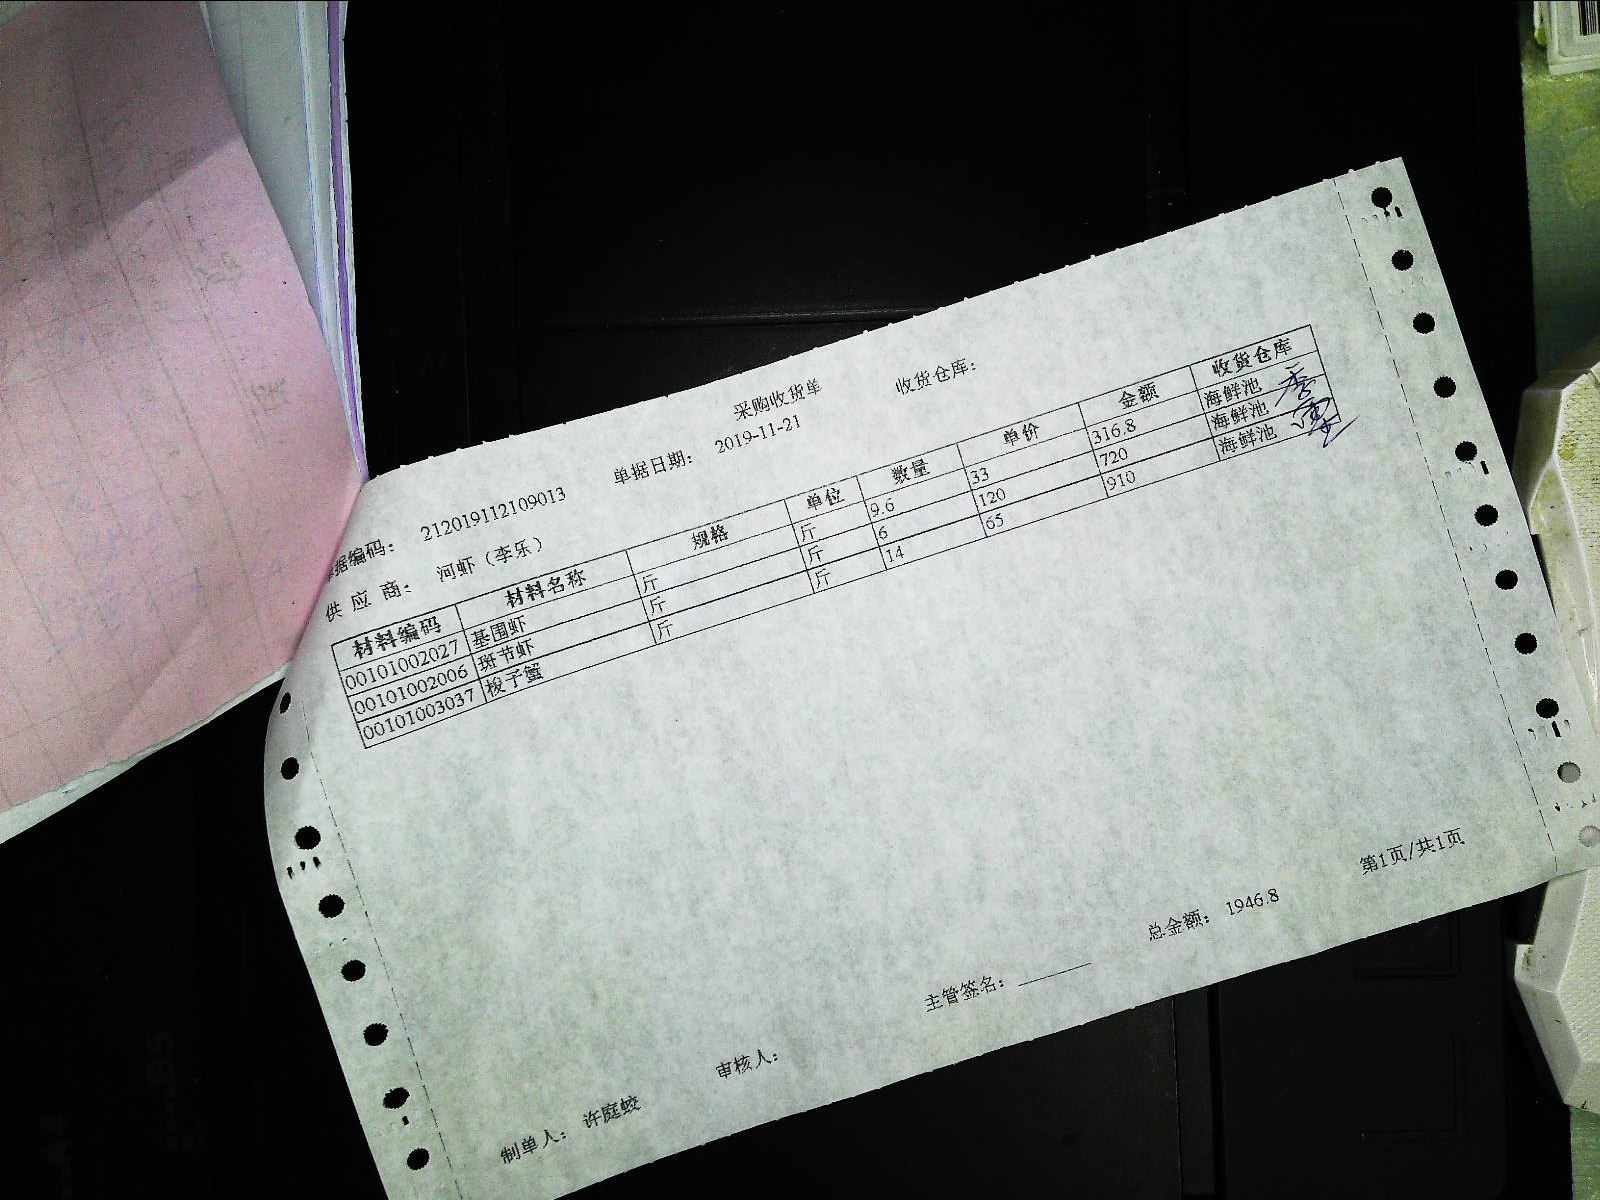 采购收货单 收货仓库：
据编码： 212019112109013 单据日期： 2019-11-21
供 应 商： 河虾（李乐）
材料编码 材料名称 规格 单位 数量 单价 金额 收货仓库
00101002027 基围虾 斤 斤 9.6 33 316.8 海鲜池
00101002006 斑节虾 斤 斤 6 120 720 海鲜池
00101003037 梭子蟹 斤 斤 14 65 910 海鲜池
总金额： 1946.8 第1页/共1页
主管签名：
制单人： 许庭蛟 审核人：